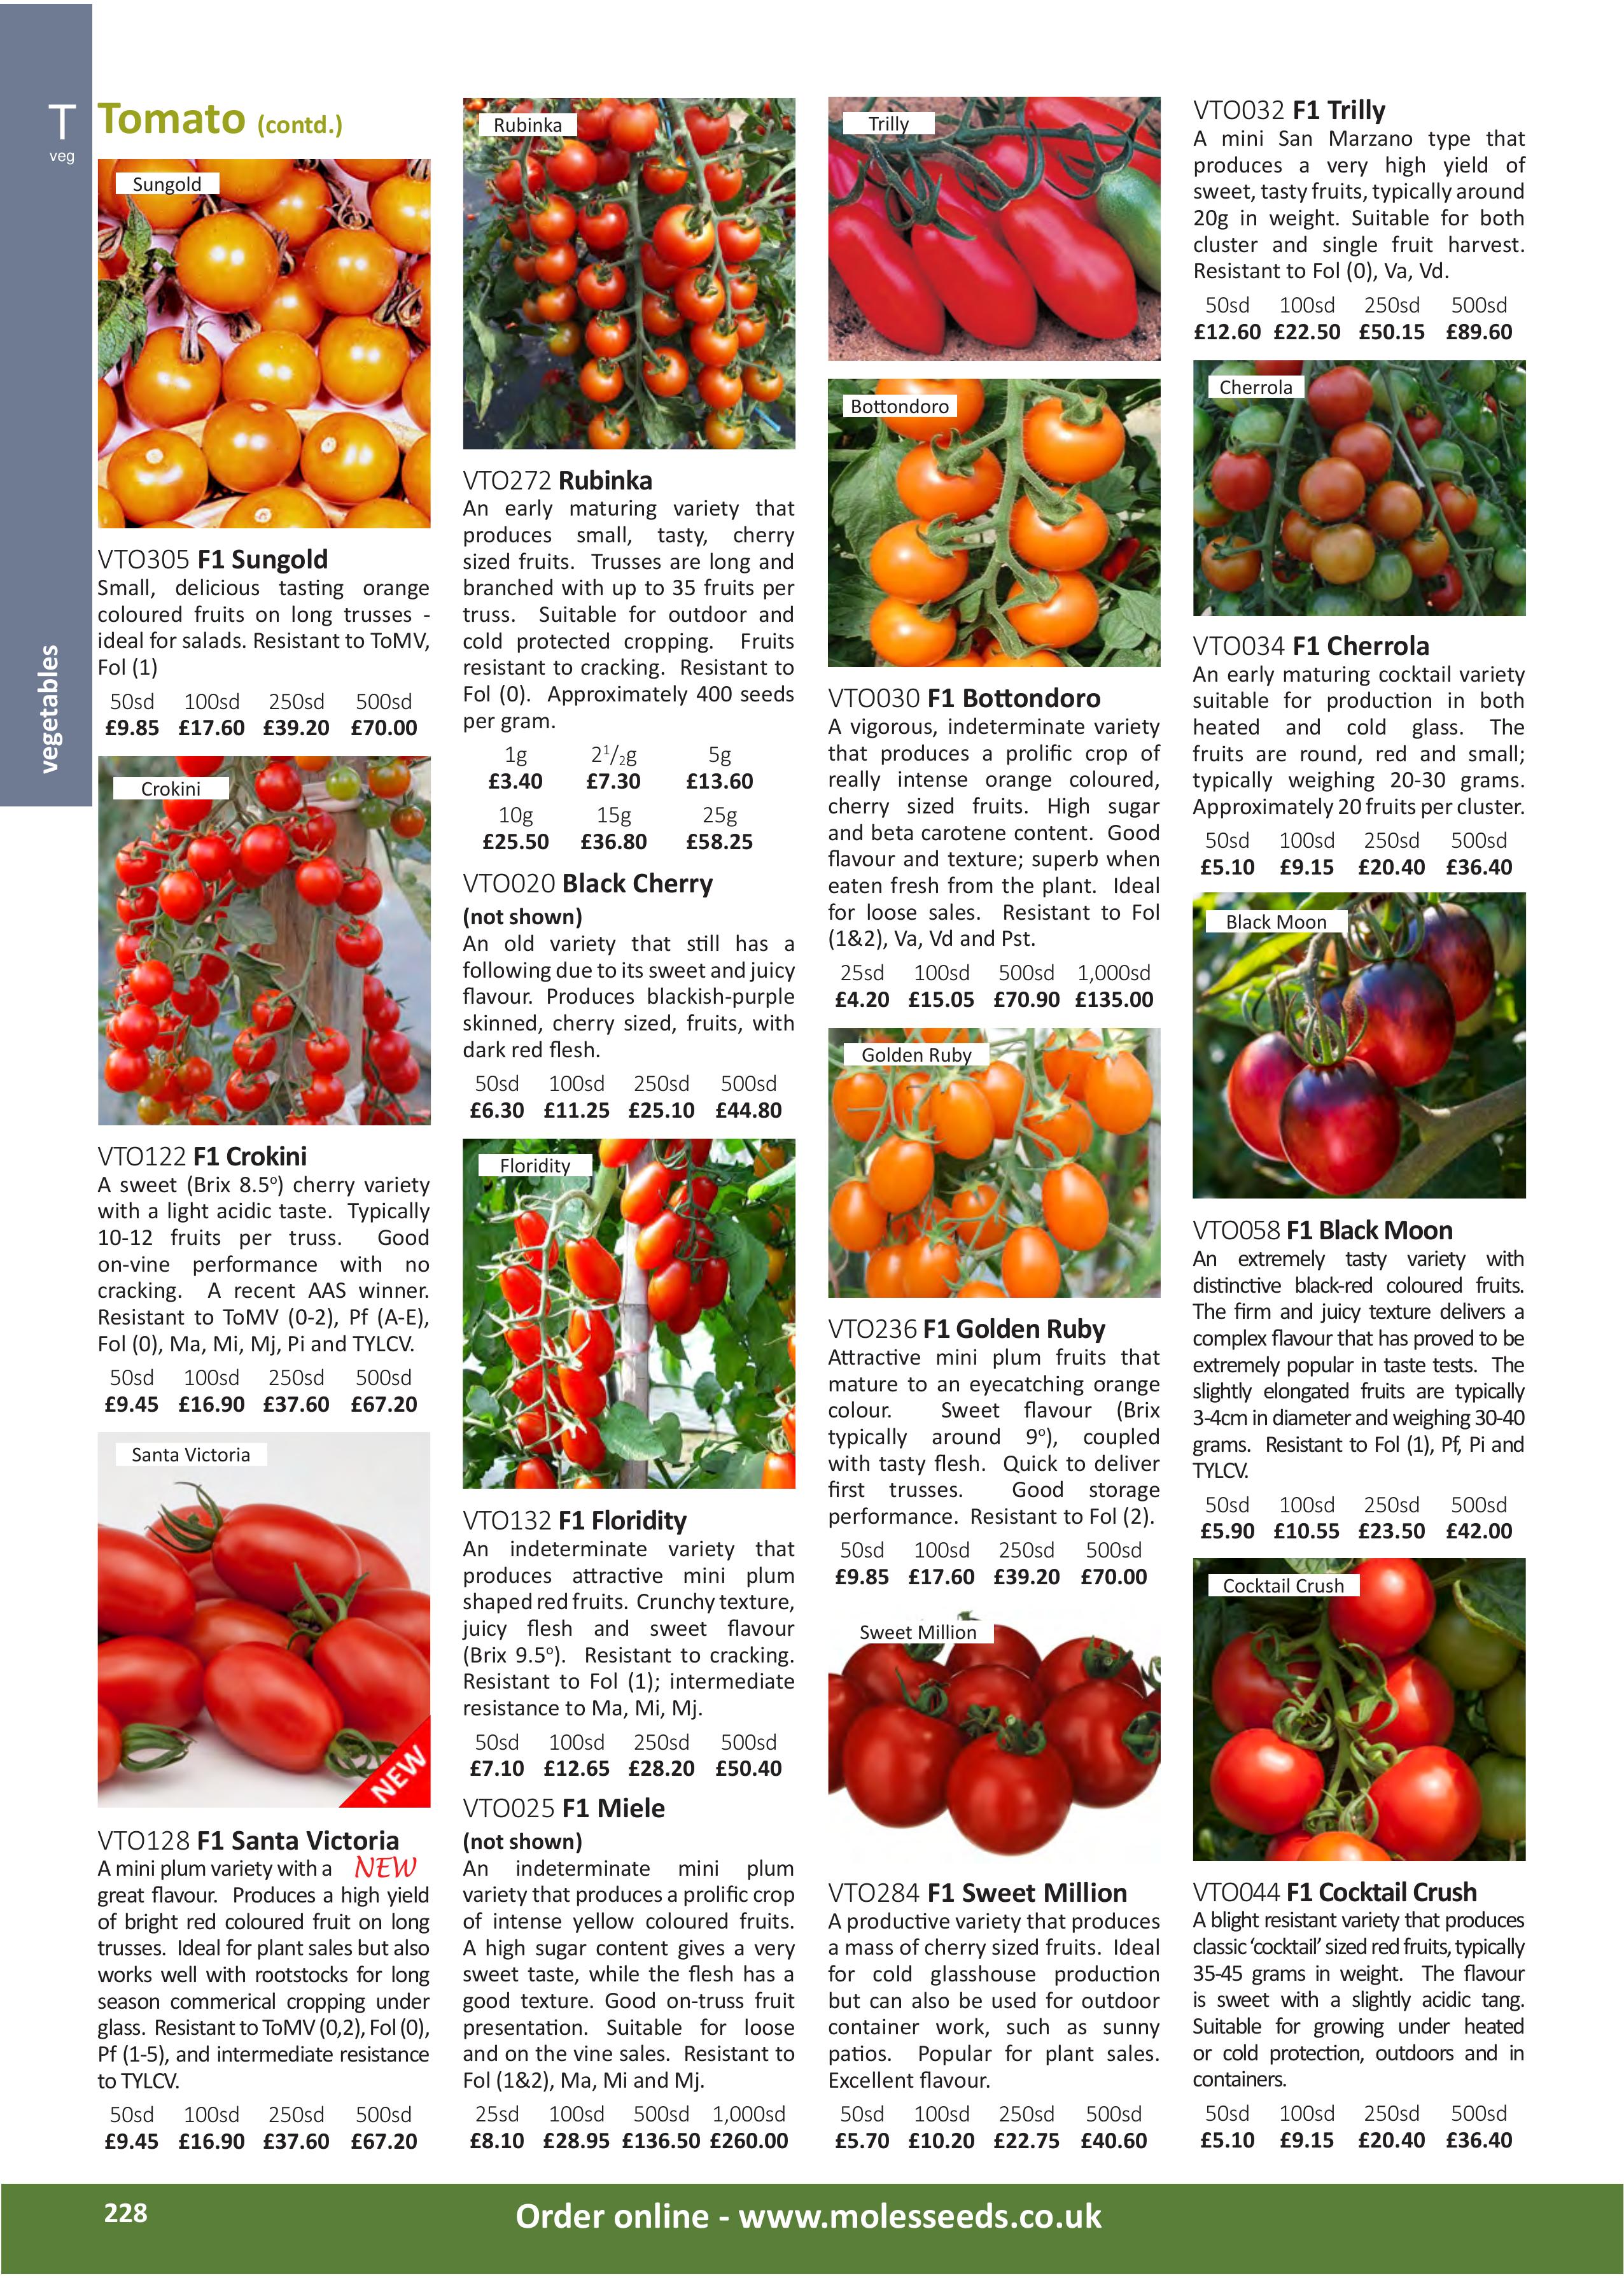 T
veg
vegetables
Tomato (contd.)
Sungold
VTO305 F1 Sungold
Small, delicious tasting orange
coloured fruits on long trusses -
ideal for salads. Resistant to ToMV,
Fol (1)
50sd 100sd 250sd 500sd
£9.85 £17.60 £39.20 £70.00
Crokini
VTO122 F1 Crokini
A sweet (Brix 8.5º) cherry variety
with a light acidic taste. Typically
10-12 fruits per truss. Good
on-vine performance with no
cracking. A recent AAS winner.
Resistant to ToMV (0-2), Pf (A-E),
Fol (0), Ma, Mi, Mj, Pi and TYLCV.
50sd 100sd 250sd 500sd
£9.45 £16.90 £37.60 £67.20
Santa Victoria
NEW
VTO128 F1 Santa Victoria
A mini plum variety with a NEW
great flavour. Produces a high yield
of bright red coloured fruit on long
trusses. Ideal for plant sales but also
works well with rootstocks for long
season commerical cropping under
glass. Resistant to ToMV (0,2), Fol (0),
Pf (1-5), and intermediate resistance
to TYLCV.
50sd 100sd 250sd 500sd
£9.45 £16.90 £37.60 £67.20
Rubinka
VTO272 Rubinka
An early maturing variety that
produces small, tasty, cherry
sized fruits. Trusses are long and
branched with up to 35 fruits per
truss. Suitable for outdoor and
cold protected cropping. Fruits
resistant to cracking. Resistant to
Fol (0). Approximately 400 seeds
per gram.
1g 2¹/₂g 5g
£3.40 £7.30 £13.60
10g 15g 25g
£25.50 £36.80 £58.25
VTO020 Black Cherry
(not shown)
An old variety that still has a
following due to its sweet and juicy
flavour. Produces blackish-purple
skinned, cherry sized, fruits, with
dark red flesh.
50sd 100sd 250sd 500sd
£6.30 £11.25 £25.10 £44.80
Floridity
VTO132 F1 Floridity
An indeterminate variety that
produces attractive mini plum
shaped red fruits. Crunchy texture,
juicy flesh and sweet flavour
(Brix 9.5º). Resistant to cracking.
Resistant to Fol (1); intermediate
resistance to Ma, Mi, Mj.
50sd 100sd 250sd 500sd
£7.10 £12.65 £28.20 £50.40
VTO025 F1 Miele
(not shown)
An indeterminate mini plum
variety that produces a prolific crop
of intense yellow coloured fruits.
A high sugar content gives a very
sweet taste, while the flesh has a
good texture. Good on-truss fruit
presentation. Suitable for loose
and on the vine sales. Resistant to
Fol (1&2), Ma, Mi and Mj.
25sd 100sd 500sd 1,000sd
£8.10 £28.95 £136.50 £260.00
Trilly
Bottondoro
VTO030 F1 Bottondoro
A vigorous, indeterminate variety
that produces a prolific crop of
really intense orange coloured,
cherry sized fruits. High sugar
and beta carotene content. Good
flavour and texture; superb when
eaten fresh from the plant. Ideal
for loose sales. Resistant to Fol
(1&2), Va, Vd and Pst.
25sd 100sd 500sd 1,000sd
£4.20 £15.05 £70.90 £135.00
Golden Ruby
VTO236 F1 Golden Ruby
Attractive mini plum fruits that
mature to an eyecatching orange
colour. Sweet flavour (Brix
typically around 9º), coupled
with tasty flesh. Quick to deliver
first trusses. Good storage
performance. Resistant to Fol (2).
50sd 100sd 250sd 500sd
£9.85 £17.60 £39.20 £70.00
Sweet Million
VTO284 F1 Sweet Million
A productive variety that produces
a mass of cherry sized fruits. Ideal
for cold glasshouse production
but can also be used for outdoor
container work, such as sunny
patios. Popular for plant sales.
Excellent flavour.
50sd 100sd 250sd 500sd
£5.70 £10.20 £22.75 £40.60
VTO032 F1 Trilly
A mini San Marzano type that
produces a very high yield of
sweet, tasty fruits, typically around
20g in weight. Suitable for both
cluster and single fruit harvest.
Resistant to Fol (0), Va, Vd.
50sd 100sd 250sd 500sd
£12.60 £22.50 £50.15 £89.60
Cherrola
VTO034 F1 Cherrola
An early maturing cocktail variety
suitable for production in both
heated and cold glass. The
fruits are round, red and small;
typically weighing 20-30 grams.
Approximately 20 fruits per cluster.
50sd 100sd 250sd 500sd
£5.10 £9.15 £20.40 £36.40
Black Moon
VTO058 F1 Black Moon
An extremely tasty variety with
distinctive black-red coloured fruits.
The firm and juicy texture delivers a
complex flavour that has proved to be
extremely popular in taste tests. The
slightly elongated fruits are typically
3-4cm in diameter and weighing 30-40
grams. Resistant to Fol (1), Pf, Pi and
TYLCV.
50sd 100sd 250sd 500sd
£5.90 £10.55 £23.50 £42.00
Cocktail Crush
VTO044 F1 Cocktail Crush
A blight resistant variety that produces
classic ‘cocktail’ sized red fruits, typically
35-45 grams in weight. The flavour
is sweet with a slightly acidic tang.
Suitable for growing under heated
or cold protection, outdoors and in
containers.
50sd 100sd 250sd 500sd
£5.10 £9.15 £20.40 £36.40
228
Order online - www.molesseeds.co.uk